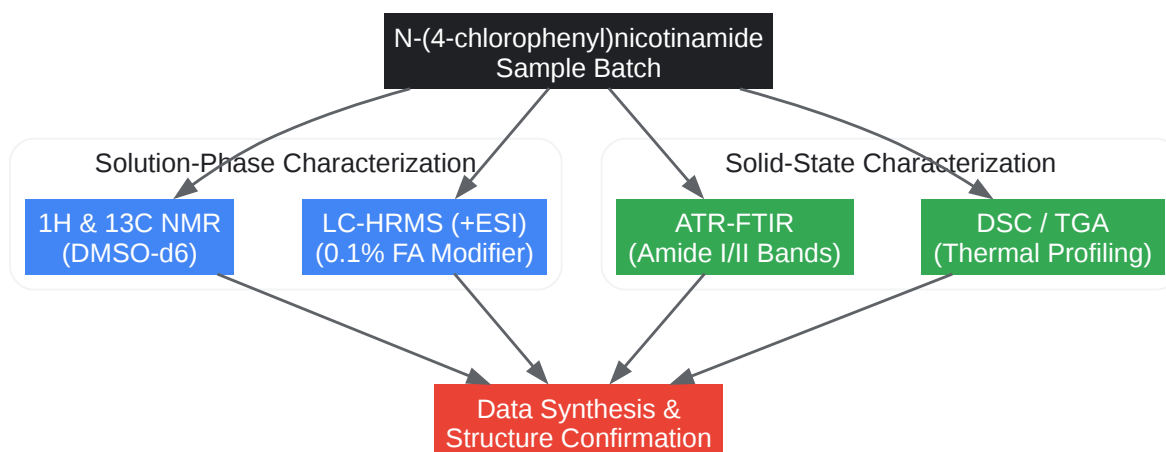 N-(4-chlorophenyl)nicotinamide
Sample Batch
Solution-Phase Characterization
Solid-State Characterization
1H & 13C NMR
(DMSO-d6)
LC-HRMS (+ESI)
(0.1% FA Modifier)
ATR-FTIR
(Amide I/II Bands)
DSC / TGA
(Thermal Profiling)
Data Synthesis &
Structure Confirmation